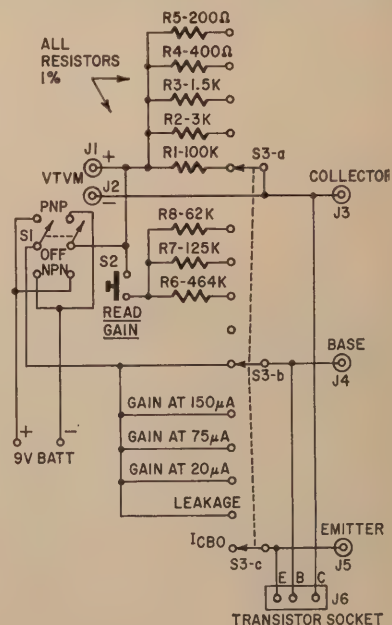 R5-200Ω
ALL
RESISTORS
1%
R4-400Ω
R3-1.5K
R2-3K
J1
+
R1-100K
S3-a
VTVM
J2
−
COLLECTOR
J3
PNP
S1
OFF
NPN
S2
R8-62K
R7-125K
R6-464K
READ
GAIN
BASE
S3-b
J4
GAIN AT 150μA
+
−
9V BATT
GAIN AT 75μA
GAIN AT 20μA
LEAKAGE
ICBO
EMITTER
S3-c
J5
E B C
J6
TRANSISTOR SOCKET